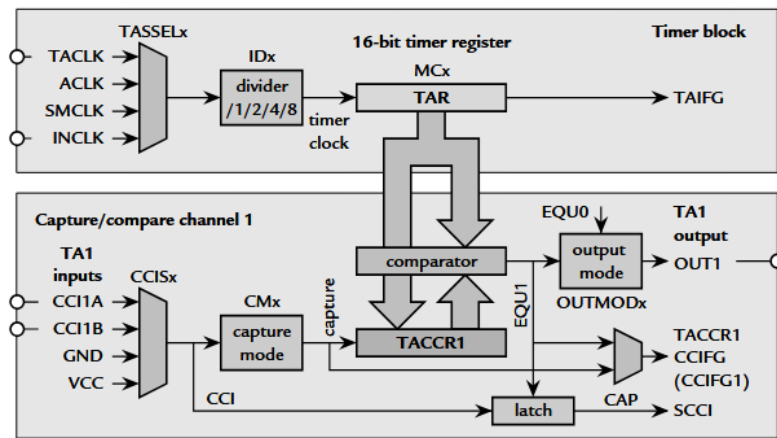 TASSELx
IDx
16-bit timer register
Timer block
TACLK
ACLK
SMCLK
INCLK
divider
/1/2/4/8
timer
clock
MCx
TAR
TAIFG
Capture/compare channel 1
EQU0
TA1
output
TA1
inputs
CCISx
comparator
output
mode
OUT1
OUTMODx
CCI1A
CCI1B
GND
VCC
CMx
capture
mode
capture
TACCR1
EQU1
TACCR1
CCIFG
(CCIFG1)
CCI
latch
CAP
SCCI